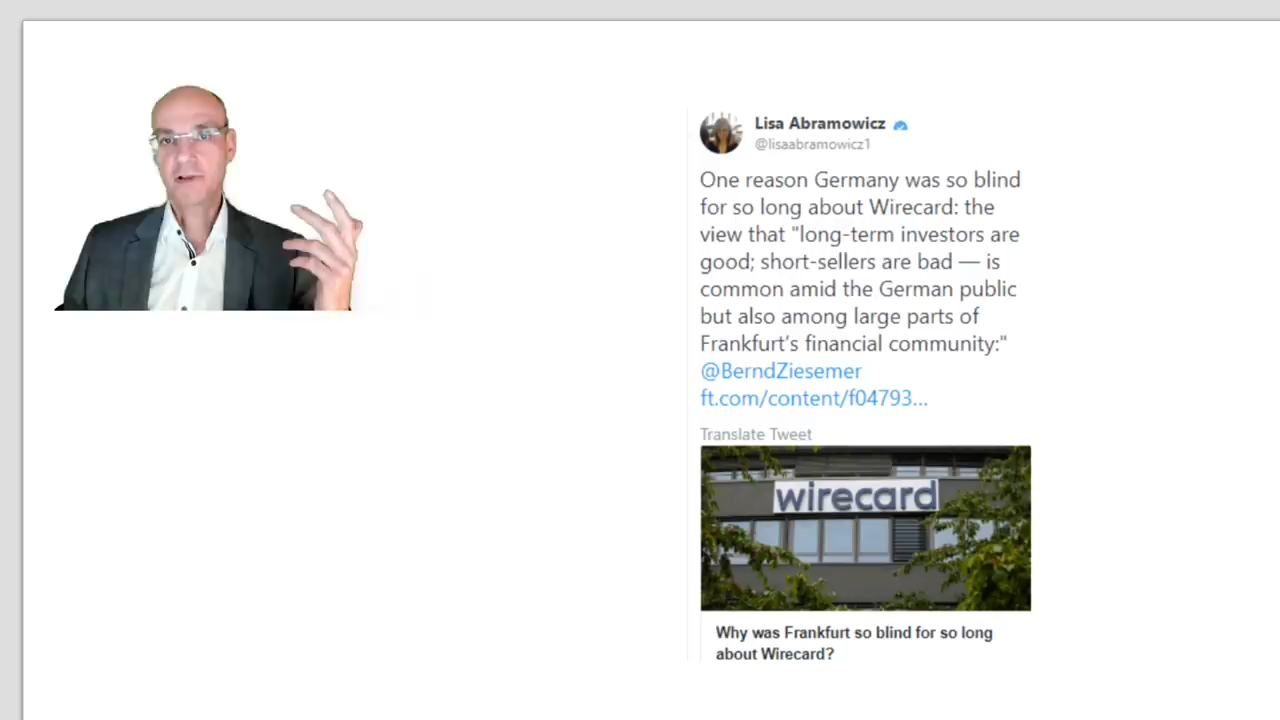 Lisa Abramowicz
@lisaabramowicz1
One reason Germany was so blind
for so long about Wirecard: the
view that "long-term investors are
good; short-sellers are bad — is
common amid the German public
but also among large parts of
Frankfurt's financial community:"
@BerndZiesemer
ft.com/content/f04793...
Translate Tweet
wirecard
Why was Frankfurt so blind for so long
about Wirecard?